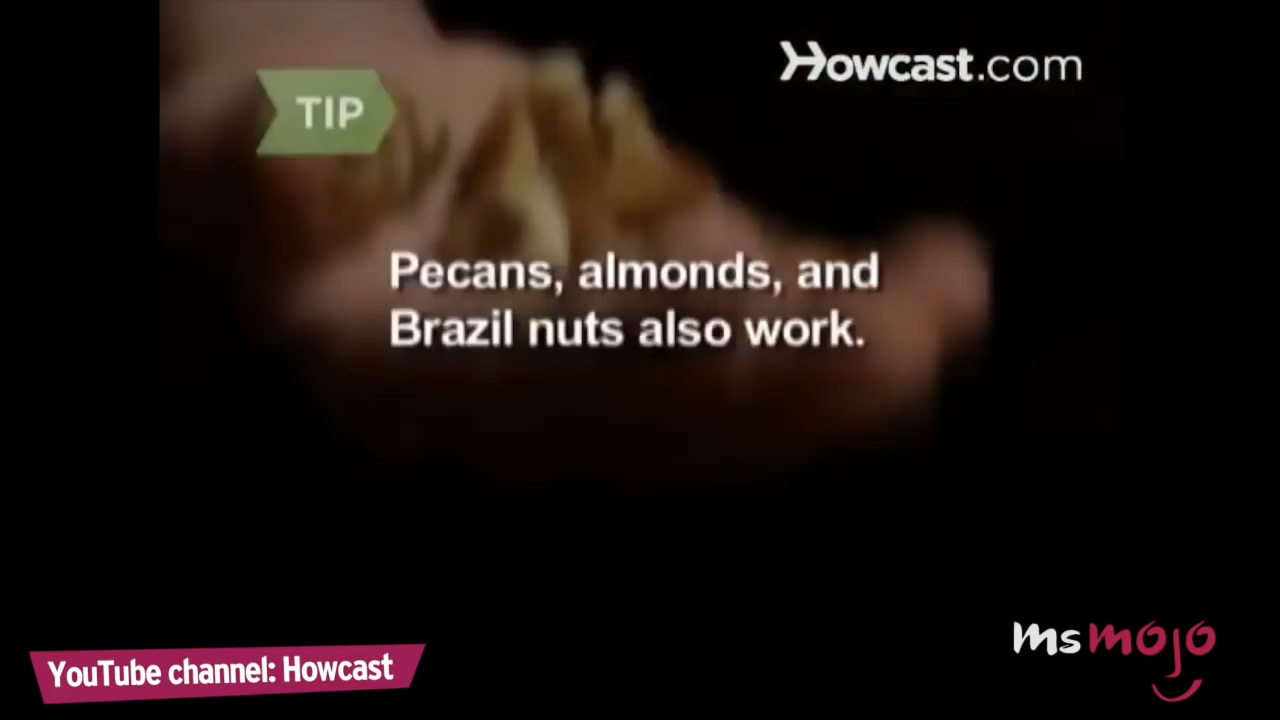 Howcast.com
TIP
Pecans, almonds, and
Brazil nuts also work.
YouTube channel: Howcast
msmojo